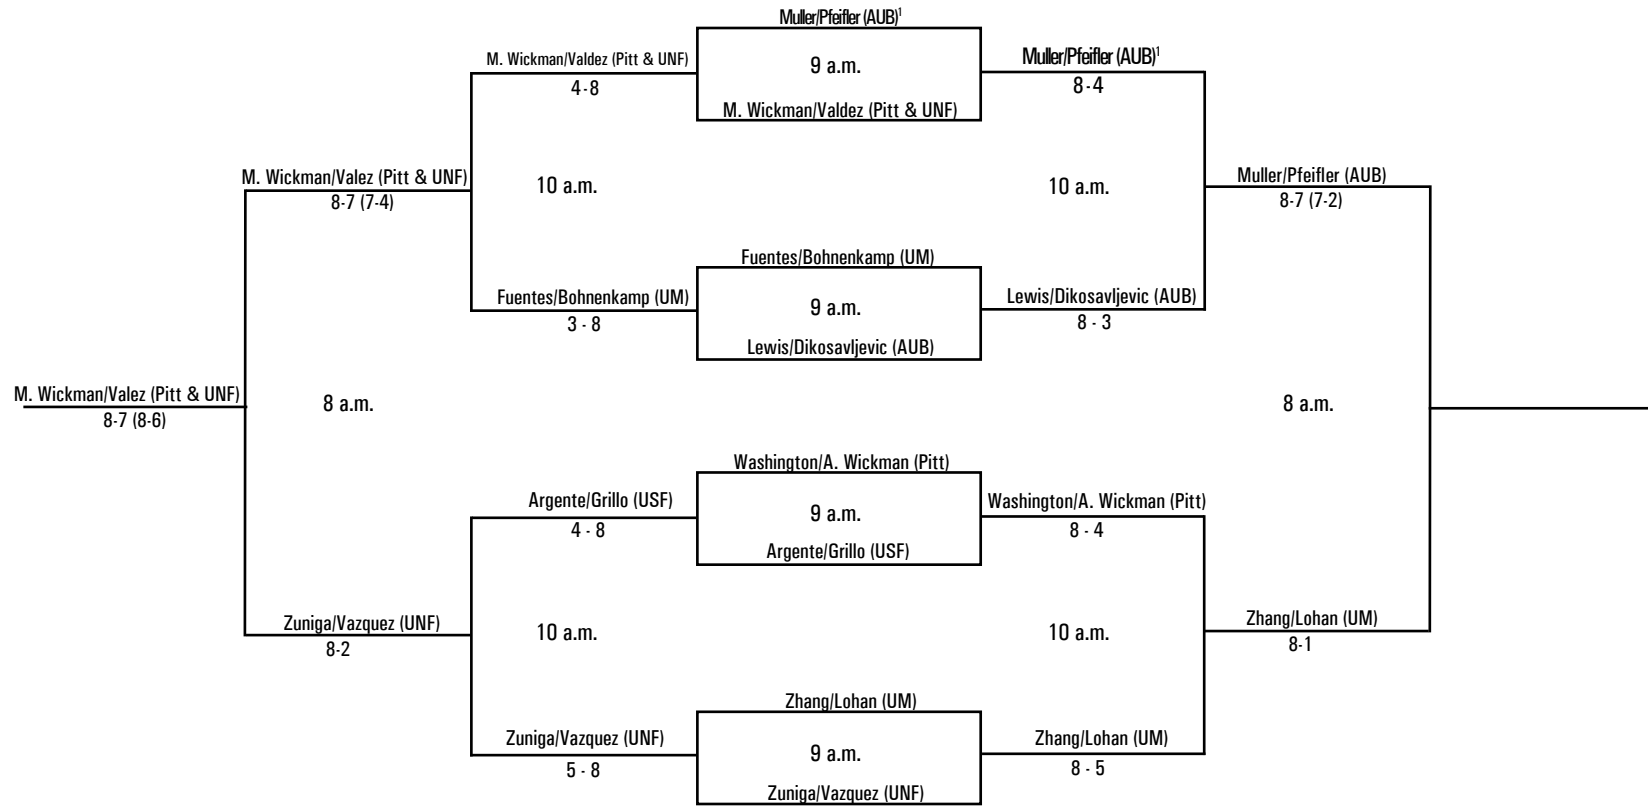 Muller/Pfeifler (AUB)¹
M. Wickman/Valdez (Pitt & UNF)
4-8
9 a.m.
Muller/Pfeifler (AUB)¹
8-4
M. Wickman/Valdez (Pitt & UNF)
M. Wickman/Valez (Pitt & UNF)
8-7 (7-4)
10 a.m.
10 a.m.
Muller/Pfeifler (AUB)
8-7 (7-2)
Fuentes/Bohnenkamp (UM)
Fuentes/Bohnenkamp (UM)
3 - 8
9 a.m.
Lewis/Dikosavljevic (AUB)
8 - 3
Lewis/Dikosavljevic (AUB)
M. Wickman/Valez (Pitt & UNF)
8-7 (8-6)
8 a.m.
8 a.m.
Washington/A. Wickman (Pitt)
Argente/Grillo (USF)
4 - 8
9 a.m.
Washington/A. Wickman (Pitt)
8 - 4
Argente/Grillo (USF)
Zuniga/Vazquez (UNF)
8-2
10 a.m.
10 a.m.
Zhang/Lohan (UM)
8-1
Zhang/Lohan (UM)
Zuniga/Vazquez (UNF)
5 - 8
9 a.m.
Zhang/Lohan (UM)
8 - 5
Zuniga/Vazquez (UNF)